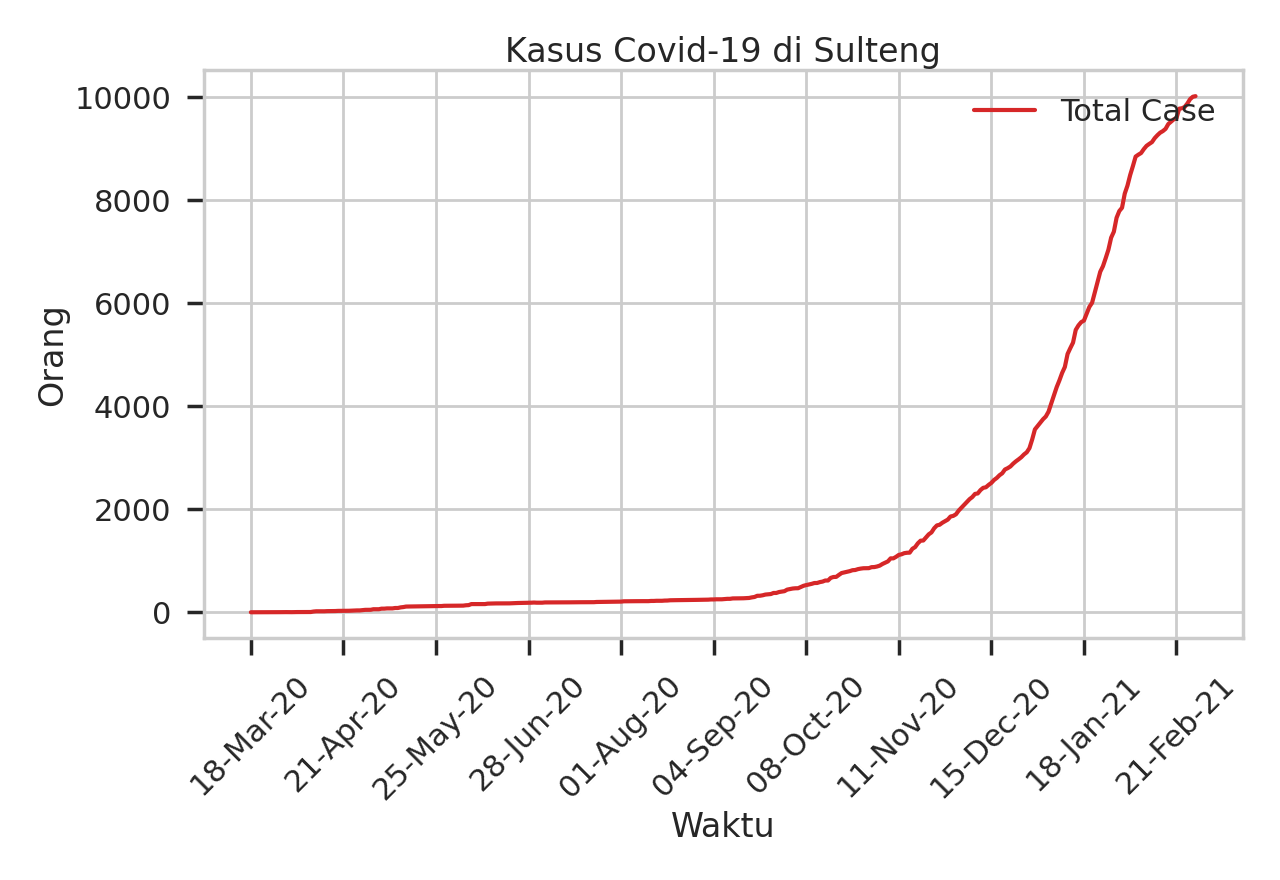 Kasus Covid-19 di Sulteng
Total Case
10000
8000
6000
4000
2000
0
Orang
18-Mar-20
21-Apr-20
25-May-20
28-Jun-20
01-Aug-20
04-Sep-20
08-Oct-20
11-Nov-20
15-Dec-20
18-Jan-21
21-Feb-21
Waktu